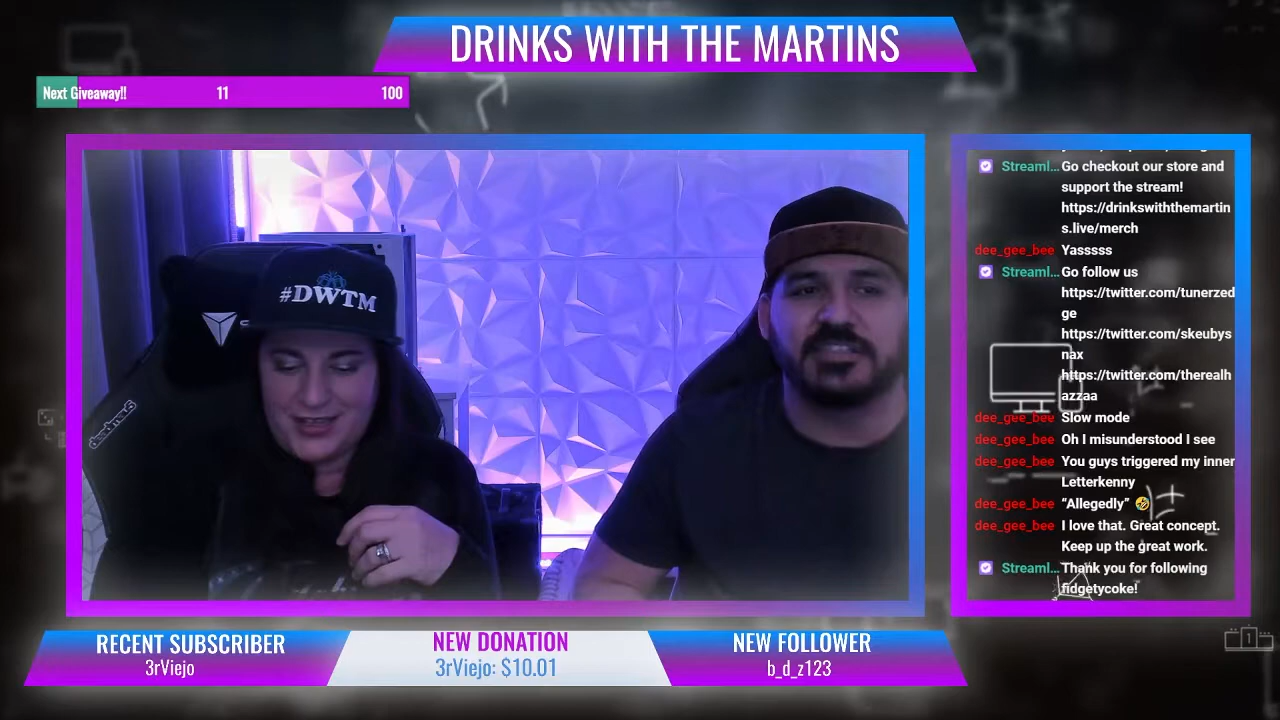 DRINKS WITH THE MARTINS
Next Giveaway!! 11 100
#DWTM
deadmau5
Streaml... Go checkout our store and
support the stream!
https://drinkswiththemartin
s.live/merch
dee_gee_bee Yasssss
Streaml... Go follow us
https://twitter.com/tunerzed
ge
https://twitter.com/skeubys
nax
https://twitter.com/therealh
azzaa
dee_gee_bee Slow mode
dee_gee_bee Oh I misunderstood I see
dee_gee_bee You guys triggered my inner
Letterkenny
dee_gee_bee “Allegedly” 🤣
dee_gee_bee I love that. Great concept.
Keep up the great work.
Streaml... Thank you for following
fidgetycoke!
RECENT SUBSCRIBER
3rViejo
NEW DONATION
3rViejo: $10.01
NEW FOLLOWER
b_d_z123
1